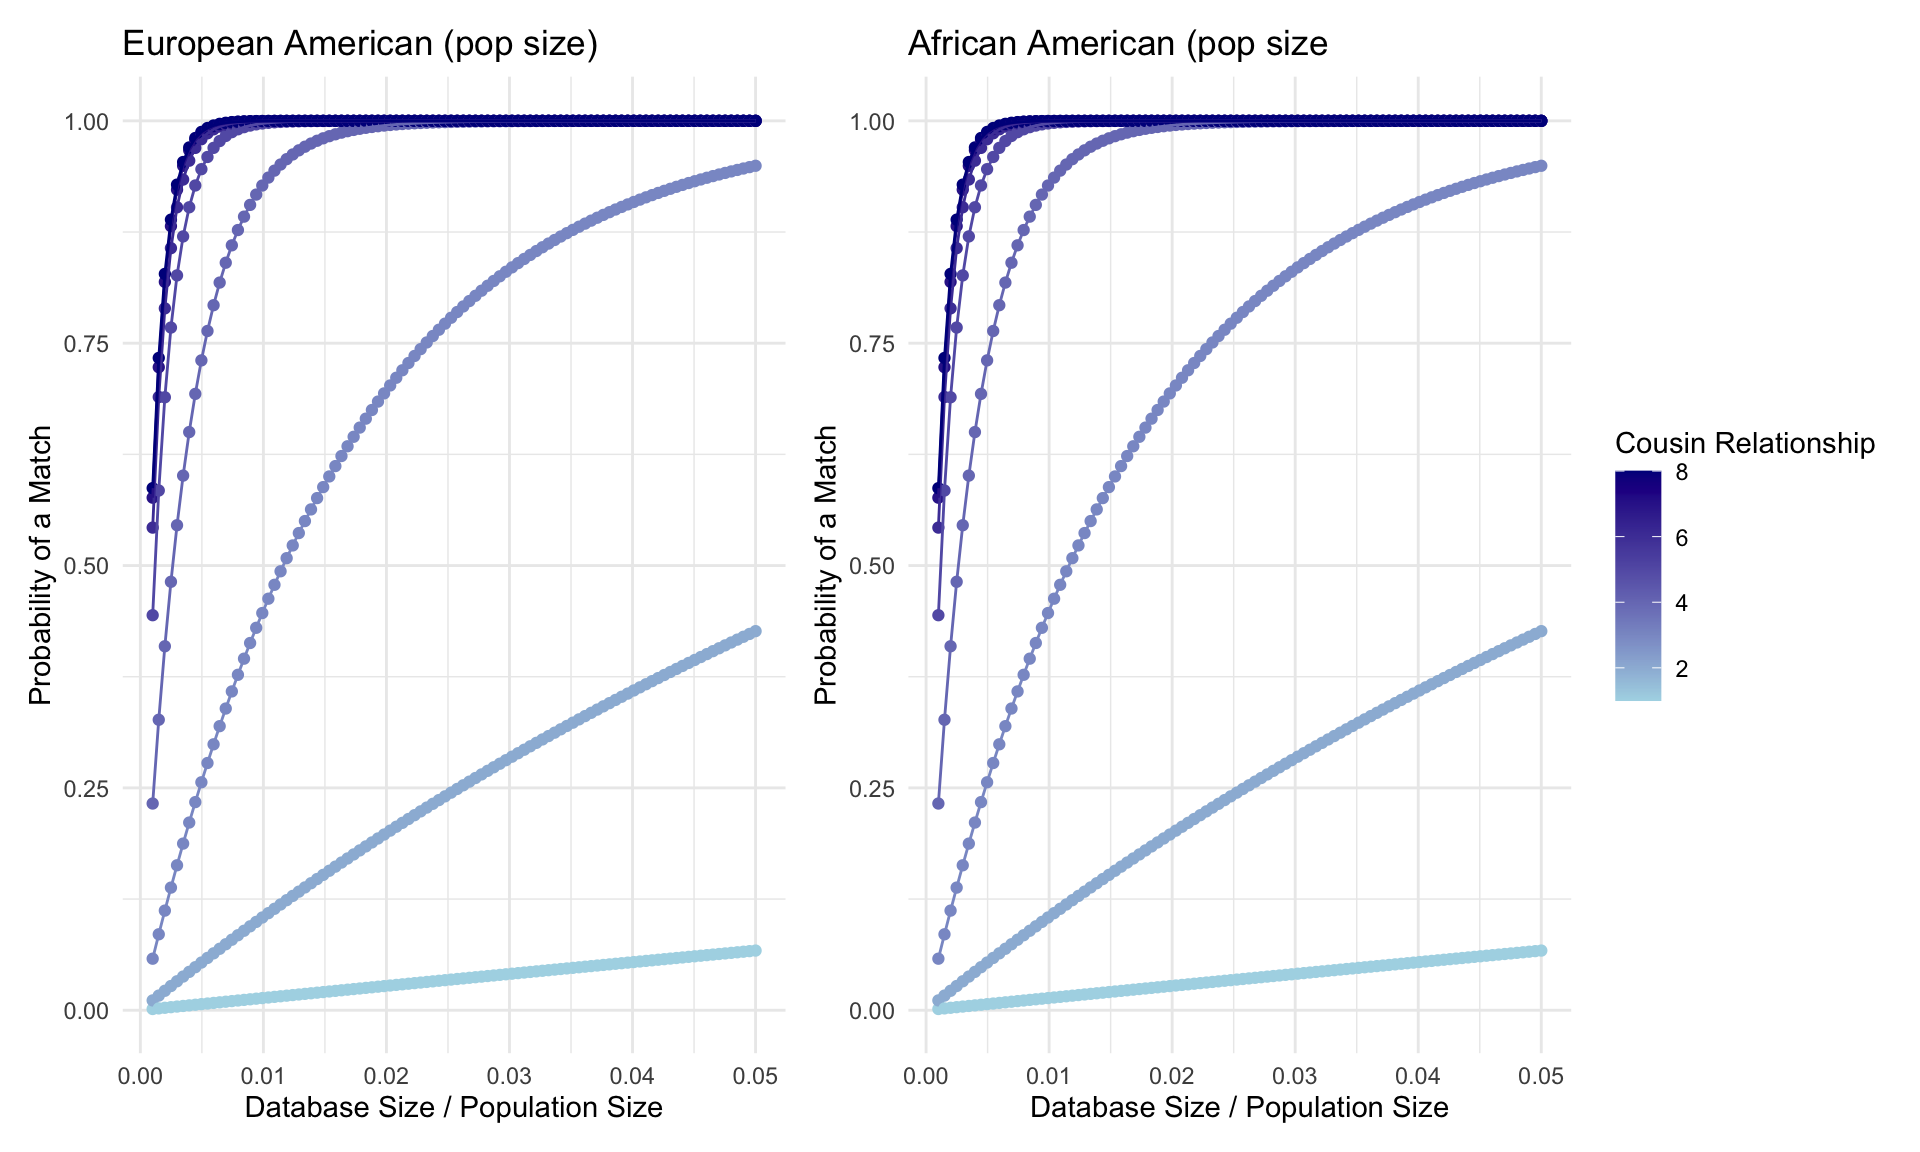 European American (pop size)
African American (pop size
Probability of a Match
1.00
0.75
0.50
0.25
0.00
0.00 0.01 0.02 0.03 0.04 0.05
Database Size / Population Size
Probability of a Match
1.00
0.75
0.50
0.25
0.00
0.00 0.01 0.02 0.03 0.04 0.05
Database Size / Population Size
Cousin Relationship
8
6
4
2